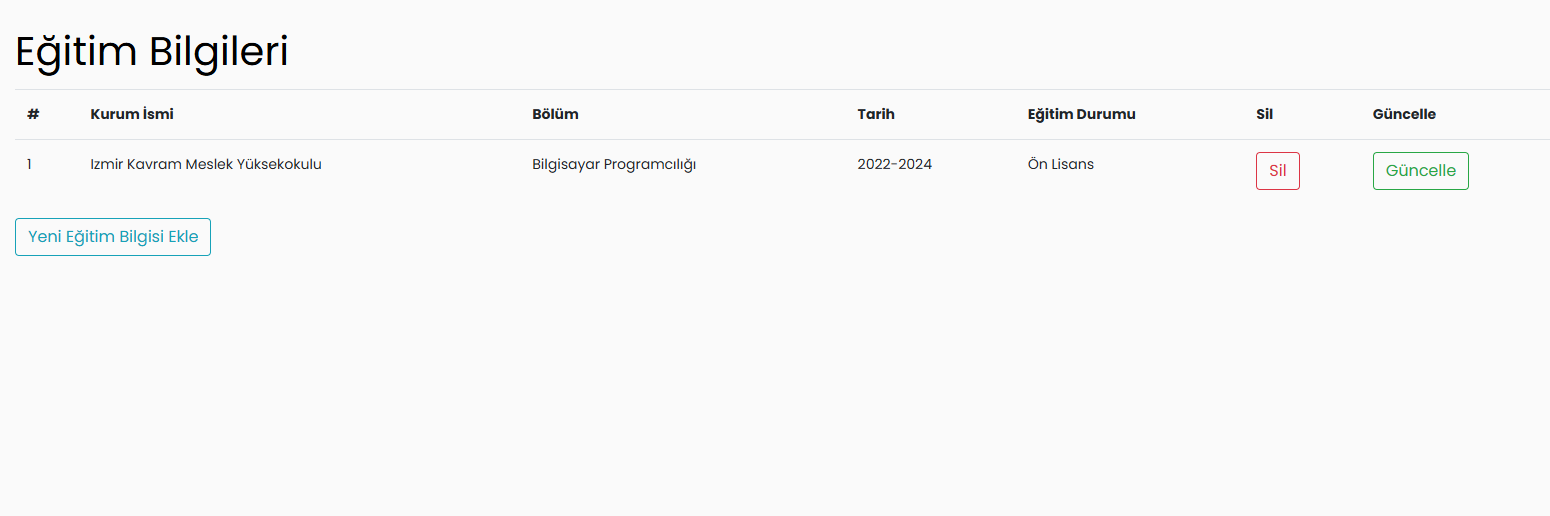 Eğitim Bilgileri
# Kurum İsmi Bölüm Tarih Eğitim Durumu Sil Güncelle
1 Izmir Kavram Meslek Yüksekokulu Bilgisayar Programcılığı 2022-2024 Ön Lisans Sil Güncelle
Yeni Eğitim Bilgisi Ekle